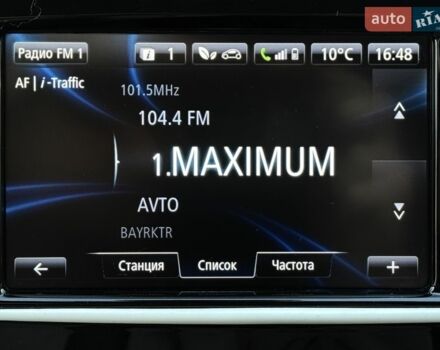 auto RIA
Радио FM 1
i 1
10°C
16:48
AF | i-Traffic
101.5MHz
104.4 FM
1.MAXIMUM
AVTO
BAYRKTR
Станция
Список
Частота
+